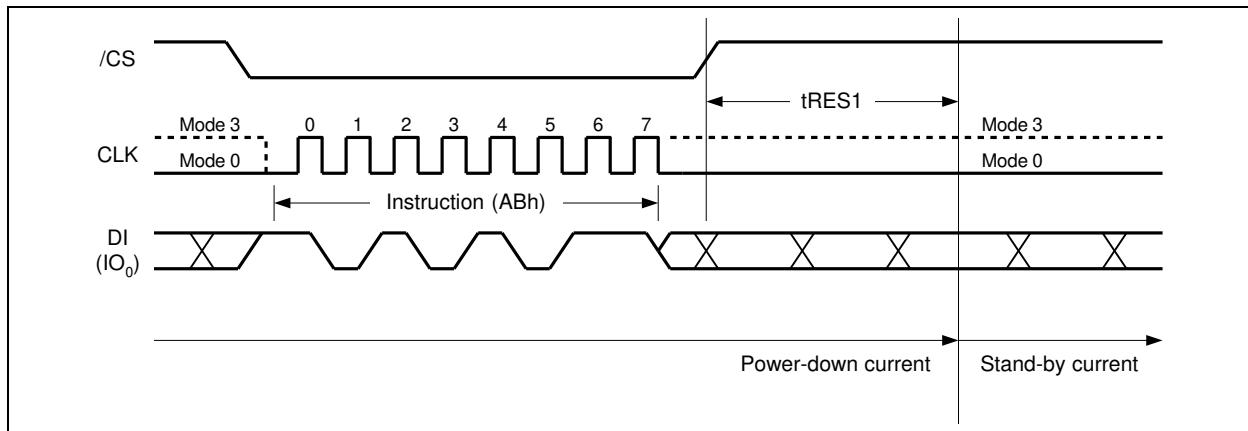 /CS
tRES1
Mode 3
0 1 2 3 4 5 6 7
Mode 3
CLK
Mode 0
Mode 0
Instruction (ABh)
DI
(IO0)
Power-down current
Stand-by current